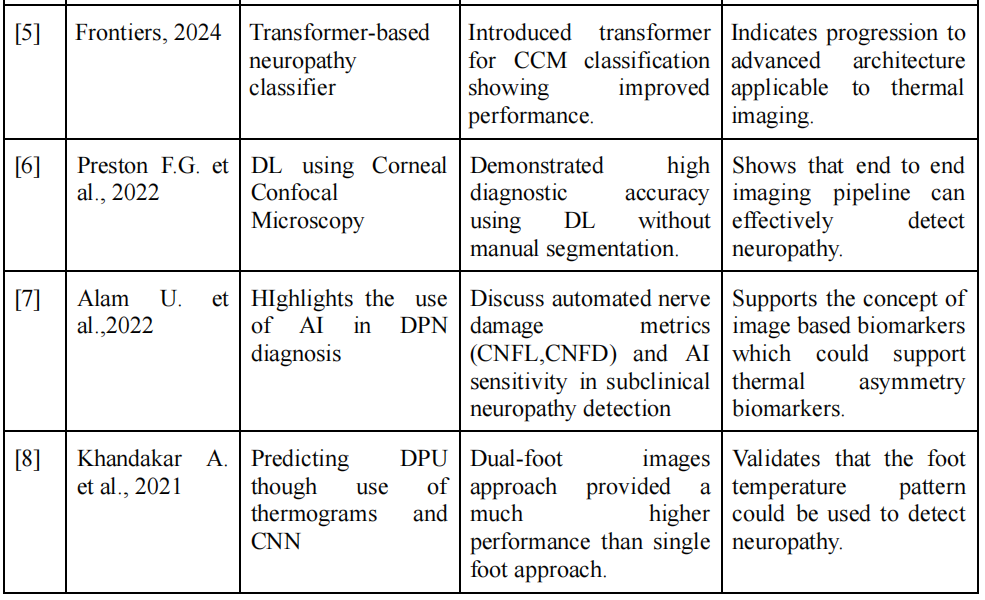 [5]
Frontiers, 2024
Transformer-based
neuropathy
classifier
Introduced transformer
for CCM classification
showing improved
performance.
Indicates progression to
advanced architecture
applicable to thermal
imaging.
[6]
Preston F.G. et
al., 2022
DL using Corneal
Confocal
Microscopy
Demonstrated high
diagnostic accuracy
using DL without
manual segmentation.
Shows that end to end
imaging pipeline can
effectively detect
neuropathy.
[7]
Alam U. et
al.,2022
HIghlights the use
of AI in DPN
diagnosis
Discuss automated nerve
damage metrics
(CNFL,CNFD) and AI
sensitivity in subclinical
neuropathy detection
Supports the concept of
image based biomarkers
which could support
thermal asymmetry
biomarkers.
[8]
Khandakar A.
et al., 2021
Predicting DPU
though use of
thermograms and
CNN
Dual-foot images
approach provided a
much higher
performance than single
foot approach.
Validates that the foot
temperature pattern
could be used to detect
neuropathy.